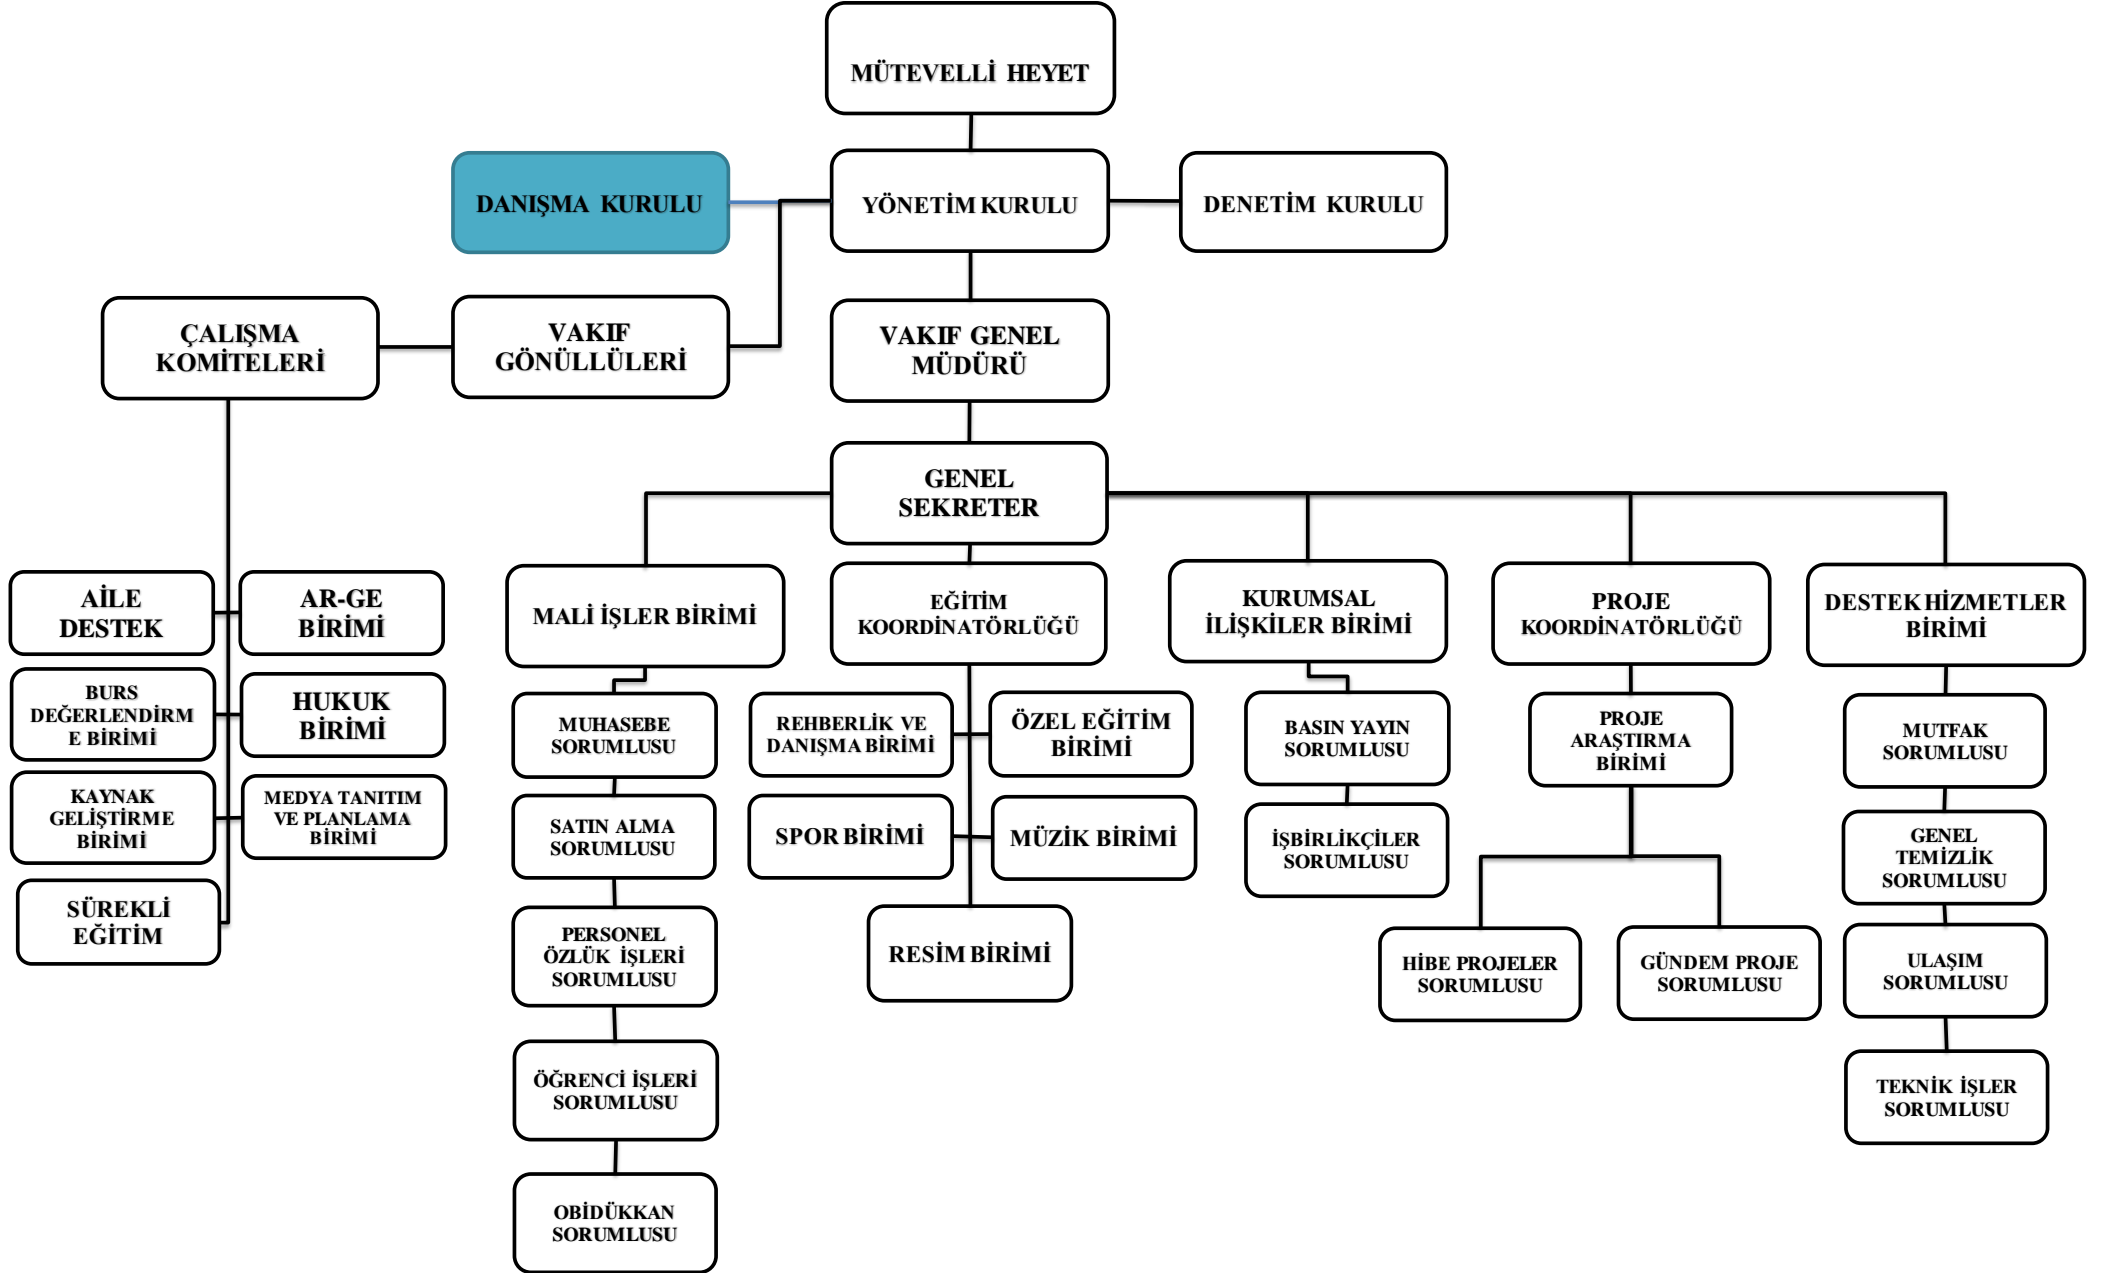 MÜTEVELLİ HEYET
DANIŞMA KURULU
YÖNETİM KURULU
DENETİM KURULU
ÇALIŞMA
KOMİTELERİ
VAKIF
GÖNÜLLÜLERİ
VAKIF GENEL
MÜDÜRÜ
GENEL
SEKRETER
AİLE
DESTEK
AR-GE
BİRİMİ
BURS
DEĞERLENDİRM
E BİRİMİ
HUKUK
BİRİMİ
KAYNAK
GELİŞTİRME
BİRİMİ
MEDYA TANITIM
VE PLANLAMA
BİRİMİ
SÜREKLİ
EĞİTİM
MALİ İŞLER BİRİMİ
MUHASEBE
SORUMLUSU
SATIN ALMA
SORUMLUSU
PERSONEL
ÖZLÜK İŞLERİ
SORUMLUSU
ÖĞRENCİ İŞLERİ
SORUMLUSU
OBİDÜKKAN
SORUMLUSU
EĞİTİM
KOORDİNATÖRLÜĞÜ
REHBERLİK VE
DANIŞMA BİRİMİ
ÖZEL EĞİTİM
BİRİMİ
SPOR BİRİMİ
MÜZİK BİRİMİ
RESİM BİRİMİ
KURUMSAL
İLİŞKİLER BİRİMİ
BASIN YAYIN
SORUMLUSU
İŞBİRLİKÇİLER
SORUMLUSU
PROJE
KOORDİNATÖRLÜĞÜ
PROJE
ARAŞTIRMA
BİRİMİ
HİBE PROJELER
SORUMLUSU
GÜNDEM PROJE
SORUMLUSU
DESTEK HİZMETLER
BİRİMİ
MUTFAK
SORUMLUSU
GENEL
TEMİZLİK
SORUMLUSU
ULAŞIM
SORUMLUSU
TEKNİK İŞLER
SORUMLUSU